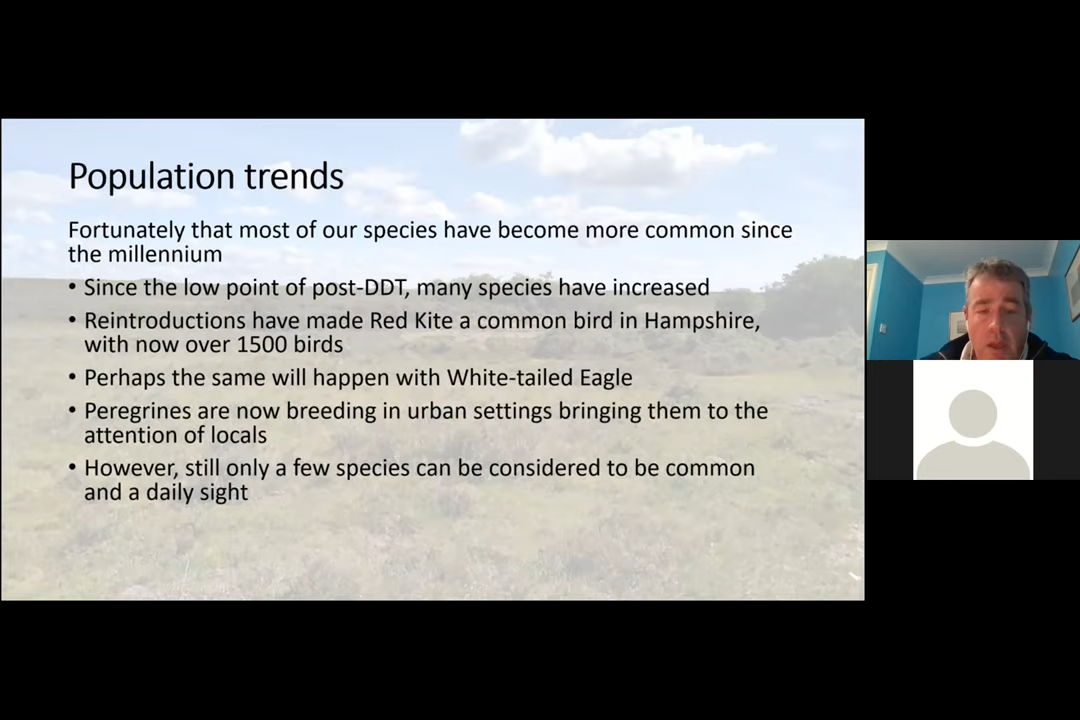 Population trends
Fortunately that most of our species have become more common since
the millennium
• Since the low point of post-DDT, many species have increased
• Reintroductions have made Red Kite a common bird in Hampshire,
with now over 1500 birds
• Perhaps the same will happen with White-tailed Eagle
• Peregrines are now breeding in urban settings bringing them to the
attention of locals
• However, still only a few species can be considered to be common
and a daily sight